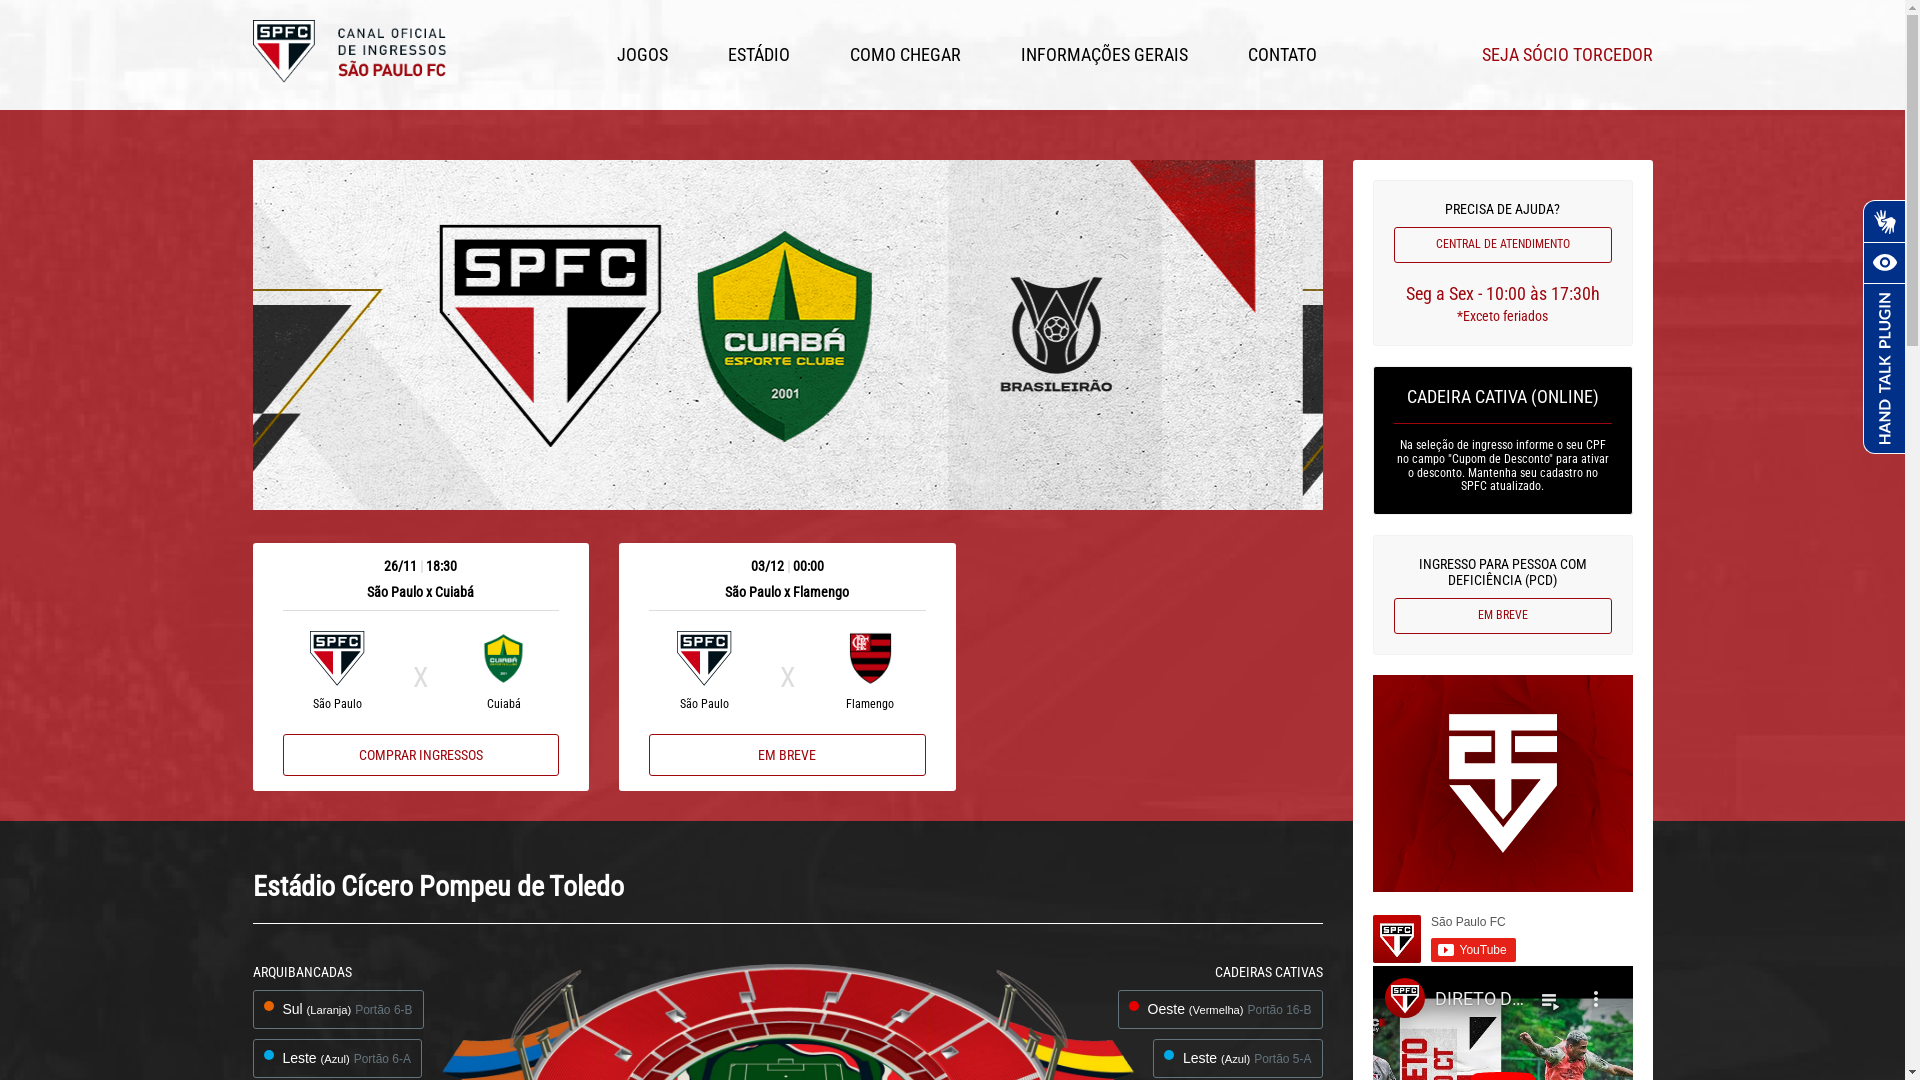 SPFC
CANAL OFICIAL
DE INGRESSOS
SÃO PAULO FC
JOGOS
ESTÁDIO
COMO CHEGAR
INFORMAÇÕES GERAIS
CONTATO
SEJA SÓCIO TORCEDOR
SPFC
CUIABÁ
ESPORTE CLUBE
2001
BRASILEIRÃO
PRECISA DE AJUDA?
CENTRAL DE ATENDIMENTO
Seg a Sex - 10:00 às 17:30h
*Exceto feriados
HAND TALK PLUGIN
CADEIRA CATIVA (ONLINE)
Na seleção de ingresso informe o seu CPF
no campo "Cupom de Desconto" para ativar
o desconto. Mantenha seu cadastro no
SPFC atualizado.
INGRESSO PARA PESSOA COM
DEFICIÊNCIA (PCD)
EM BREVE
26/11 | 18:30
São Paulo x Cuiabá
SPFC
X
CUIABÁ
São Paulo
Cuiabá
COMPRAR INGRESSOS
03/12 | 00:00
São Paulo x Flamengo
SPFC
X
São Paulo
Flamengo
EM BREVE
Estádio Cícero Pompeu de Toledo
ARQUIBANCADAS
Sul (Laranja) Portão 6-B
Leste (Azul) Portão 6-A
CADEIRAS CATIVAS
Oeste (Vermelha) Portão 16-B
Leste (Azul) Portão 5-A
SPFC
São Paulo FC
YouTube
SPFC
DIRETO D...